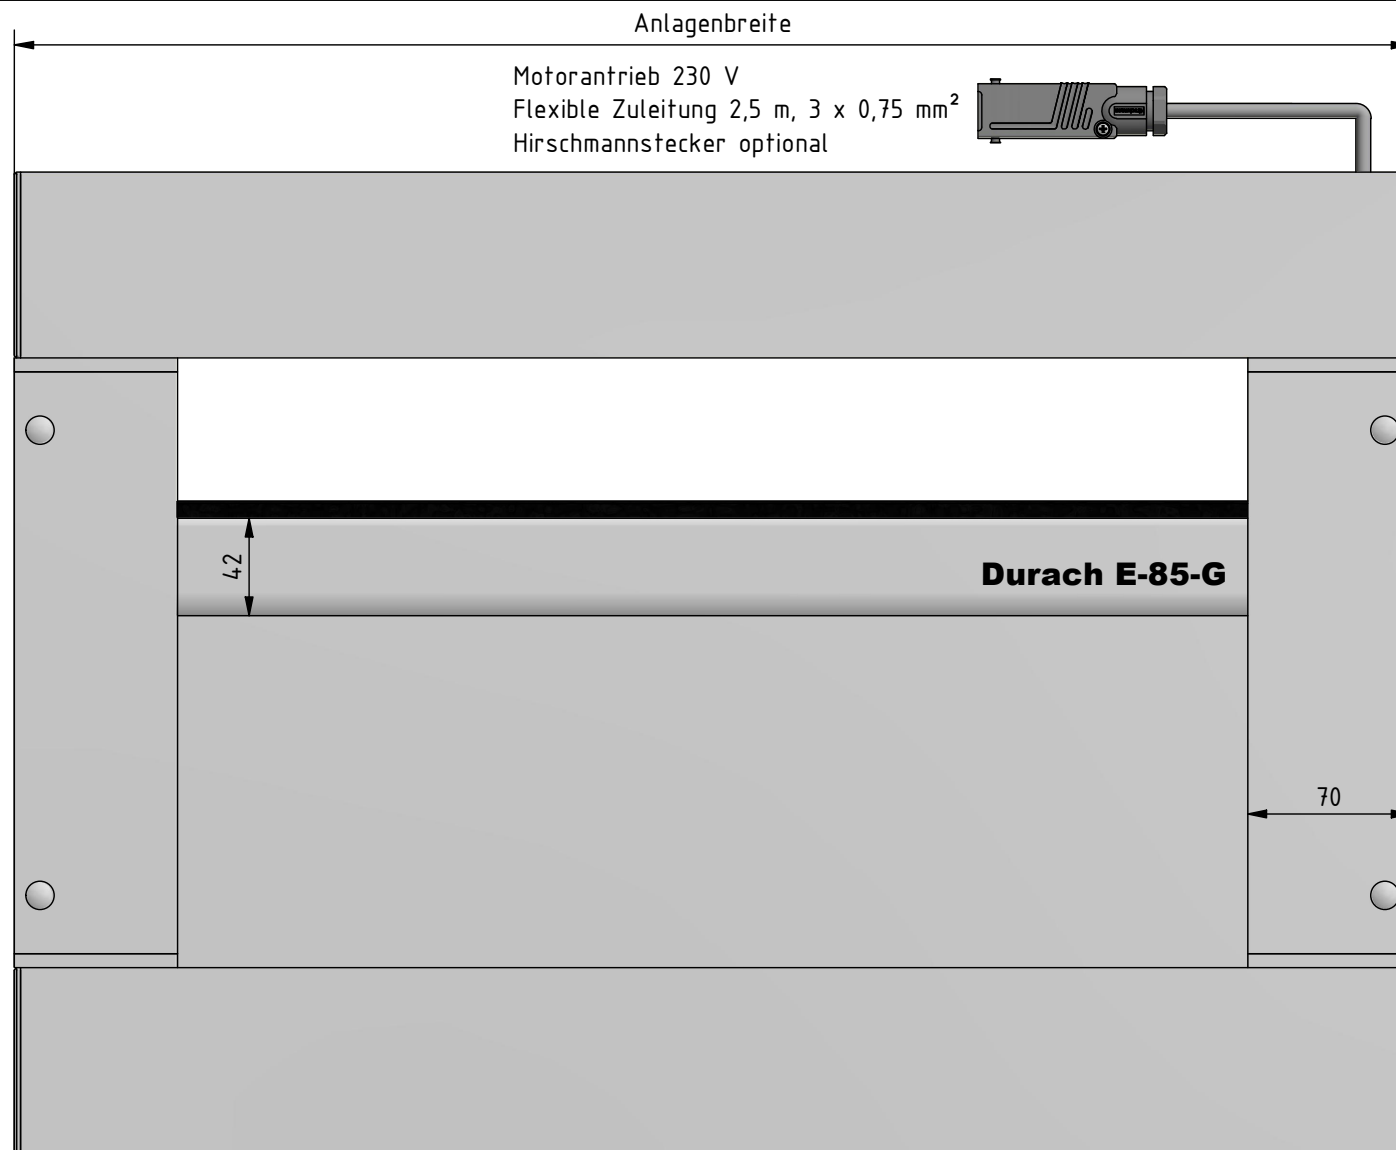 Anlagenbreite
Motorantrieb 230 V
Flexible Zuleitung 2,5 m, 3 x 0,75 mm²
Hirschmannstecker optional
42
Durach E-85-G
70